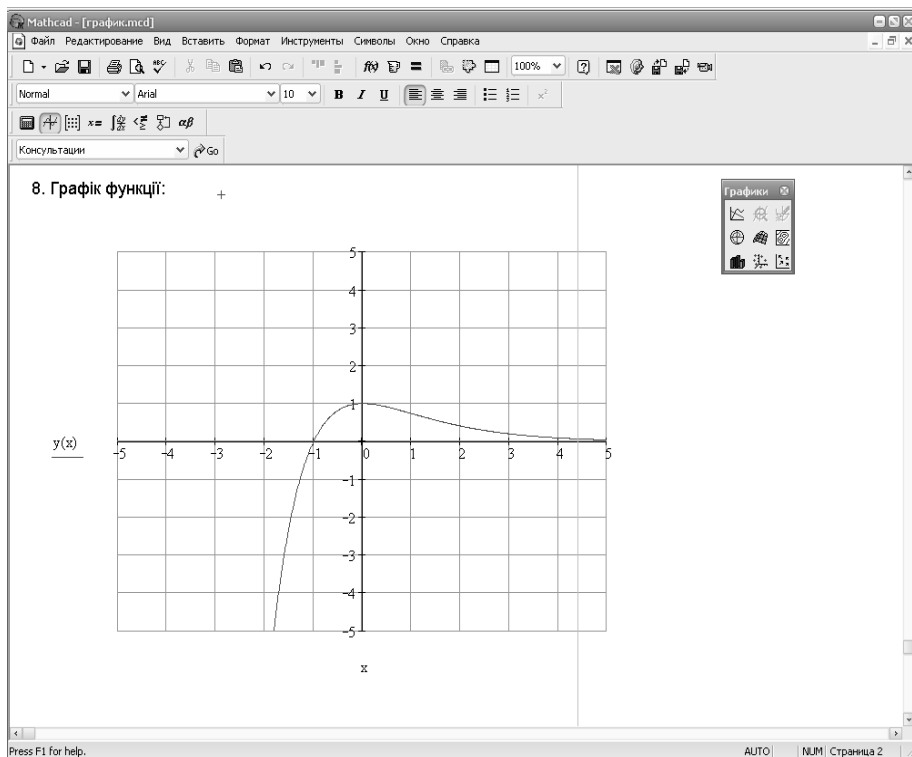 Mathcad - [график.mcd]
Файл Редактирование Вид Вставить Формат Инструменты Символы Окно Справка
100%
Normal Arial 10 B I U
αβ
Консультации Go
8. Графік функції:
Графики
5
4
3
2
1
y(x)
-5 -4 -3 -2 -1 0 1 2 3 4 5
-1
-2
-3
-4
-5
x
Press F1 for help. AUTO NUM Страница 2